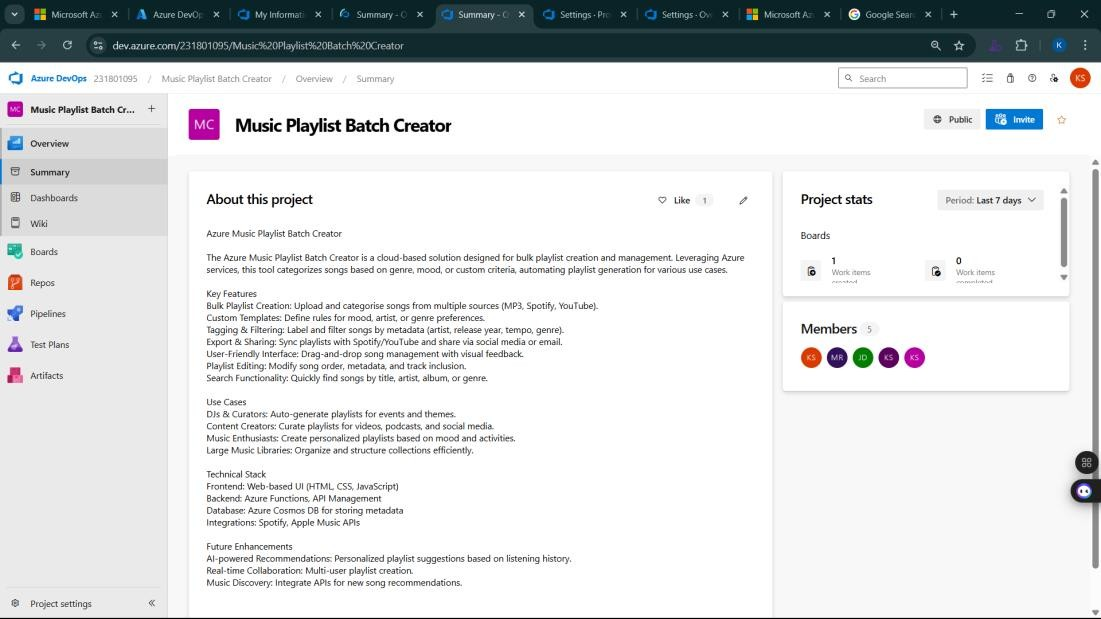 Microsoft Az
Azure DevOp
My Informati
Summary - O
Summary - O
Settings - Pro
Settings - Ov
Microsoft Az
Google Sear
dev.azure.com/231801095/Music%20Playlist%20Batch%20Creator
K
Azure DevOps 231801095 / Music Playlist Batch Creator / Overview / Summary
Search
KS
MC Music Playlist Batch Cr...
Overview
Summary
Dashboards
Wiki
Boards
Repos
Pipelines
Test Plans
Artifacts
Project settings
MC Music Playlist Batch Creator
Public
Invite
About this project
Like 1
Azure Music Playlist Batch Creator
The Azure Music Playlist Batch Creator is a cloud-based solution designed for bulk playlist creation and management. Leveraging Azure
services, this tool categorizes songs based on genre, mood, or custom criteria, automating playlist generation for various use cases.
Key Features
Bulk Playlist Creation: Upload and categorise songs from multiple sources (MP3, Spotify, YouTube).
Custom Templates: Define rules for mood, artist, or genre preferences.
Tagging & Filtering: Label and filter songs by metadata (artist, release year, tempo, genre).
Export & Sharing: Sync playlists with Spotify/YouTube and share via social media or email.
User-Friendly Interface: Drag-and-drop song management with visual feedback.
Playlist Editing: Modify song order, metadata, and track inclusion.
Search Functionality: Quickly find songs by title, artist, album, or genre.
Use Cases
DJs & Curators: Auto-generate playlists for events and themes.
Content Creators: Curate playlists for videos, podcasts, and social media.
Music Enthusiasts: Create personalized playlists based on mood and activities.
Large Music Libraries: Organize and structure collections efficiently.
Technical Stack
Frontend: Web-based UI (HTML, CSS, JavaScript)
Backend: Azure Functions, API Management
Database: Azure Cosmos DB for storing metadata
Integrations: Spotify, Apple Music APIs
Future Enhancements
AI-powered Recommendations: Personalized playlist suggestions based on listening history.
Real-time Collaboration: Multi-user playlist creation.
Music Discovery: Integrate APIs for new song recommendations.
Project stats
Period: Last 7 days
Boards
1
Work items
created
0
Work items
completed
Members 5
KS MR JD KS KS